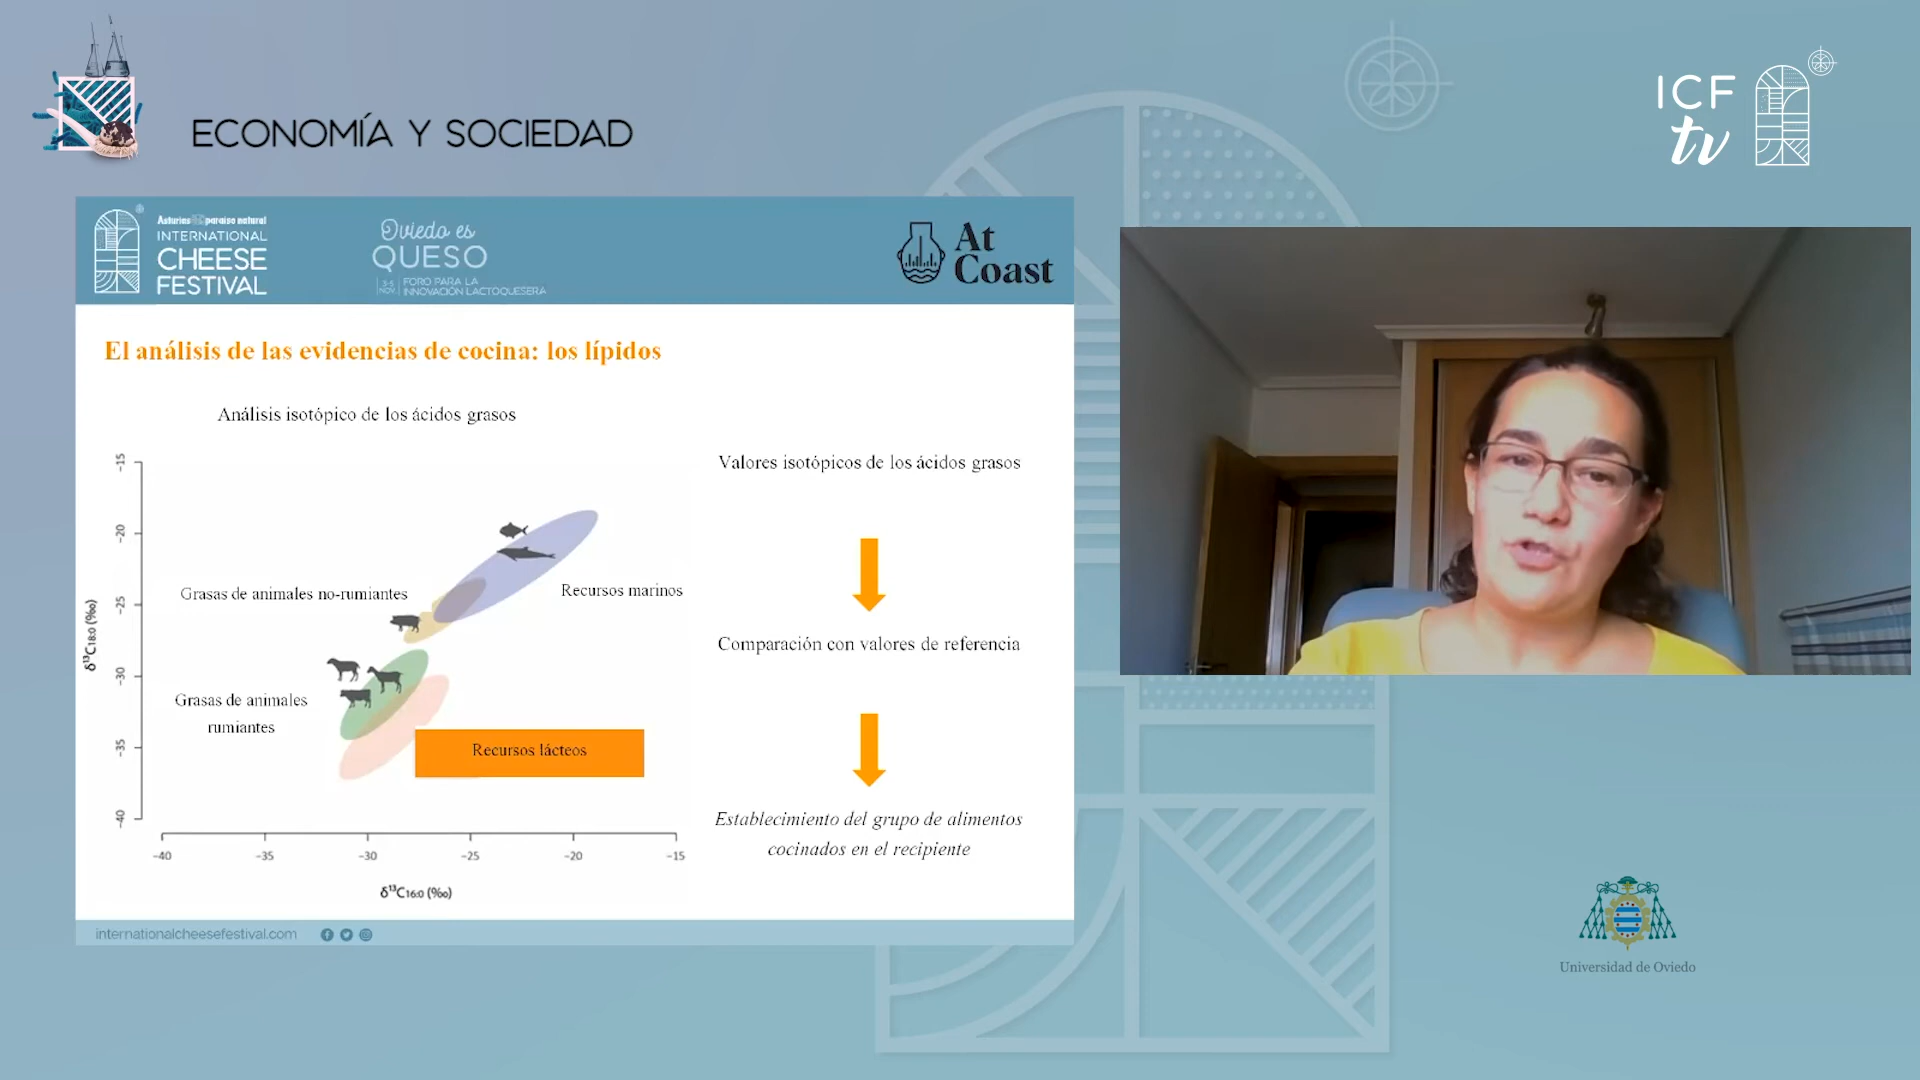 ECONOMÍA Y SOCIEDAD
ICF
tv
Asturias paraíso natural
INTERNATIONAL
CHEESE
FESTIVAL
Oviedo es
QUESO
3-5
NOV
FORO PARA LA
INNOVACIÓN LACTOQUESERA
At
Coast
El análisis de las evidencias de cocina: los lípidos
Análisis isotópico de los ácidos grasos
-15
-20
-25
-30
-35
-40
δ¹³C18:0 (‰)
Grasas de animales no-rumiantes
Recursos marinos
Grasas de animales
rumiantes
Recursos lácteos
-40
-35
-30
-25
-20
-15
δ¹³C16:0 (‰)
Valores isotópicos de los ácidos grasos
Comparación con valores de referencia
Establecimiento del grupo de alimentos
cocinados en el recipiente
internationalcheesefestival.com
Universidad de Oviedo